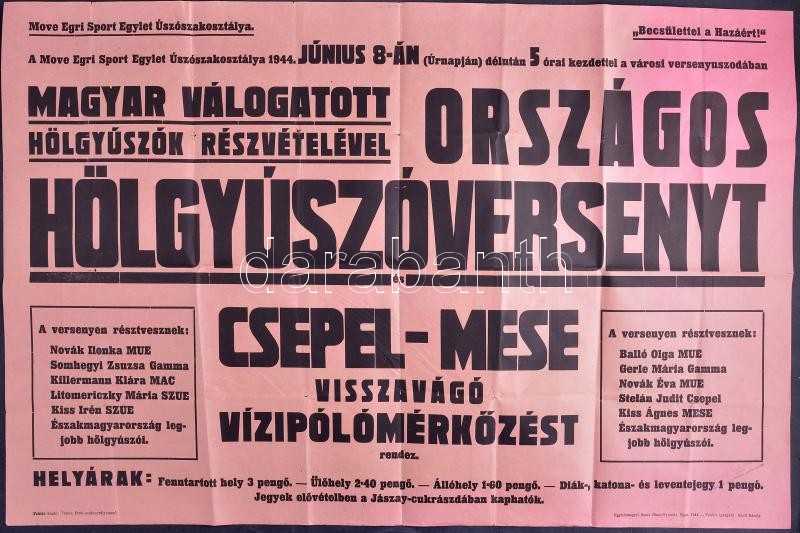 Move Egri Sport Egylet Úszószakosztálya.
„Becsülettel a Hazáért!"
A Move Egri Sport Egylet Úszószakosztálya 1944. JÚNIUS 8-ÁN (Úrnapján) délután 5 órai kezdettel a városi versenyuszodában
MAGYAR VÁLOGATOTT
HÖLGYÚSZÓK RÉSZVÉTELÉVEL
ORSZÁGOS
HÖLGYÚSZÓVERSENYT
és
darabanth
CSEPEL-MESE
VISSZAVÁGÓ
VÍZIPÓLÓMÉRKŐZÉST
rendez.
A versenyen résztvesznek:
Novák Ilonka MUE
Somhegyi Zsuzsa Gamma
Killermann Klára MAC
Litomericzky Mária SZUE
Kiss Irén SZUE
Északmagyarország leg-
jobb hölgyúszói.
A versenyen résztvesznek:
Balló Olga MUE
Gerle Mária Gamma
Novák Éva MUE
Stelán Judit Csepel
Kiss Ágnes MESE
Északmagyarország leg-
jobb hölgyúszói.
HELYÁRAK: Fenntartott hely 3 pengő. — Ülőhely 2·40 pengő. — Állóhely 1·60 pengő. — Diák-, katona- és leventejegy 1 pengő.
Jegyek elővételben a Jászay-cukrászdában kaphatók.